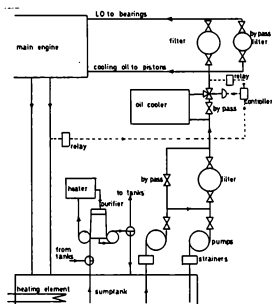 LO to bearings
main engine
filter
by pass
filter
cooling oil to pistons
relay
controller
oil cooler
by pass
relay
by pass
filter
heater
to tanks
purifier
pumps
from
tanks
strainers
heating element
sumptank